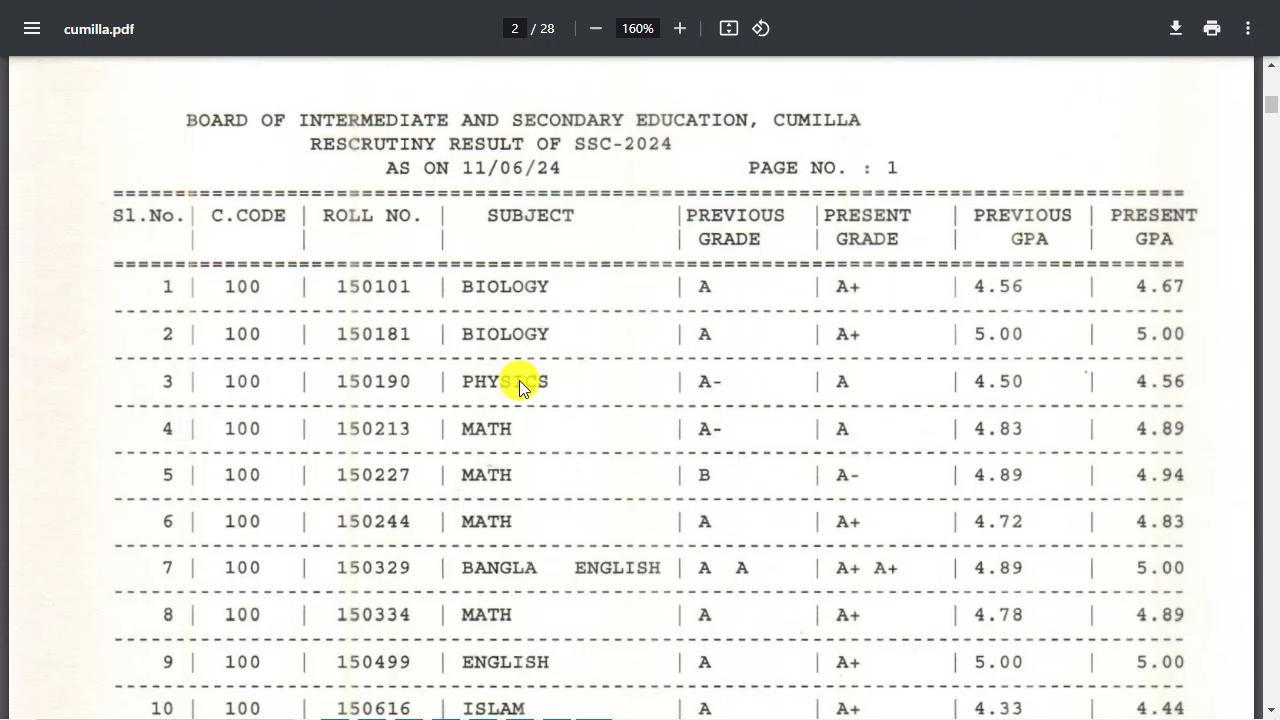 cumilla.pdf 2 / 28 160%
BOARD OF INTERMEDIATE AND SECONDARY EDUCATION, CUMILLA
RESCRUTINY RESULT OF SSC-2024
AS ON 11/06/24 PAGE NO. : 1
Sl.No.| C.CODE | ROLL NO. | SUBJECT |PREVIOUS |PRESENT | PREVIOUS | PRESENT
| | | | GRADE | GRADE | GPA | GPA
1 | 100 | 150101 | BIOLOGY | A | A+ | 4.56 | 4.67
2 | 100 | 150181 | BIOLOGY | A | A+ | 5.00 | 5.00
3 | 100 | 150190 | PHYSICS | A- | A | 4.50 | 4.56
4 | 100 | 150213 | MATH | A- | A | 4.83 | 4.89
5 | 100 | 150227 | MATH | B | A- | 4.89 | 4.94
6 | 100 | 150244 | MATH | A | A+ | 4.72 | 4.83
7 | 100 | 150329 | BANGLA ENGLISH | A A | A+ A+ | 4.89 | 5.00
8 | 100 | 150334 | MATH | A | A+ | 4.78 | 4.89
9 | 100 | 150499 | ENGLISH | A | A+ | 5.00 | 5.00
10 | 100 | 150616 | ISLAM | A | A+ | 4.33 | 4.44